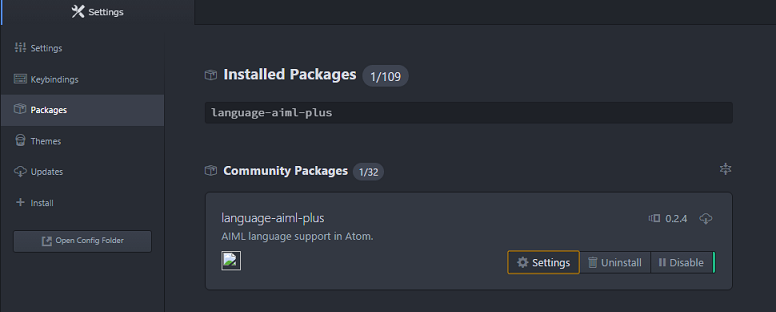 Settings
Settings
Keybindings
Packages
Themes
Updates
Install
Open Config Folder
Installed Packages 1/109
language-aiml-plus
Community Packages 1/32
language-aiml-plus 0.2.4
AIML language support in Atom.
Settings Uninstall Disable